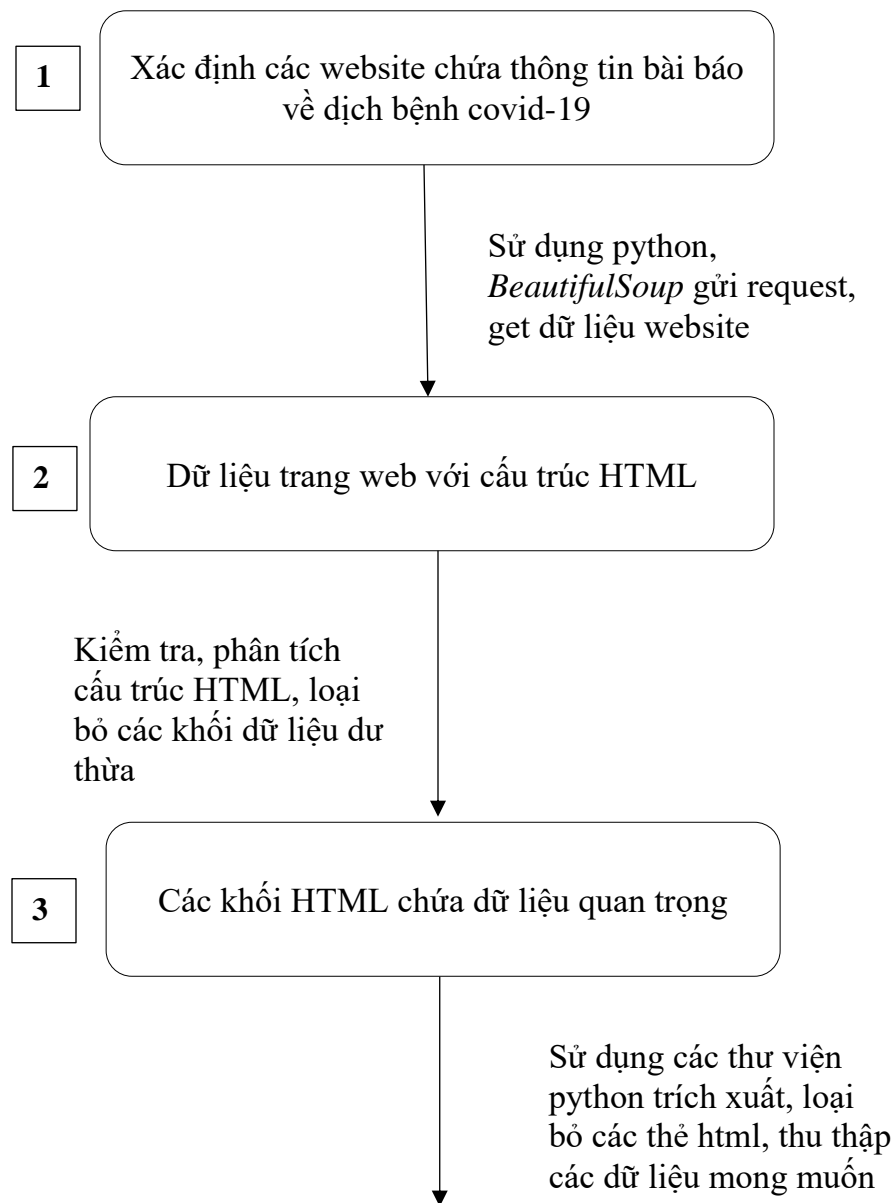 1
Xác định các website chứa thông tin bài báo
về dịch bệnh covid-19
Sử dụng python,
BeautifulSoup gửi request,
get dữ liệu website
2
Dữ liệu trang web với cấu trúc HTML
Kiểm tra, phân tích
cấu trúc HTML, loại
bỏ các khối dữ liệu dư
thừa
3
Các khối HTML chứa dữ liệu quan trọng
Sử dụng các thư viện
python trích xuất, loại
bỏ các thẻ html, thu thập
các dữ liệu mong muốn